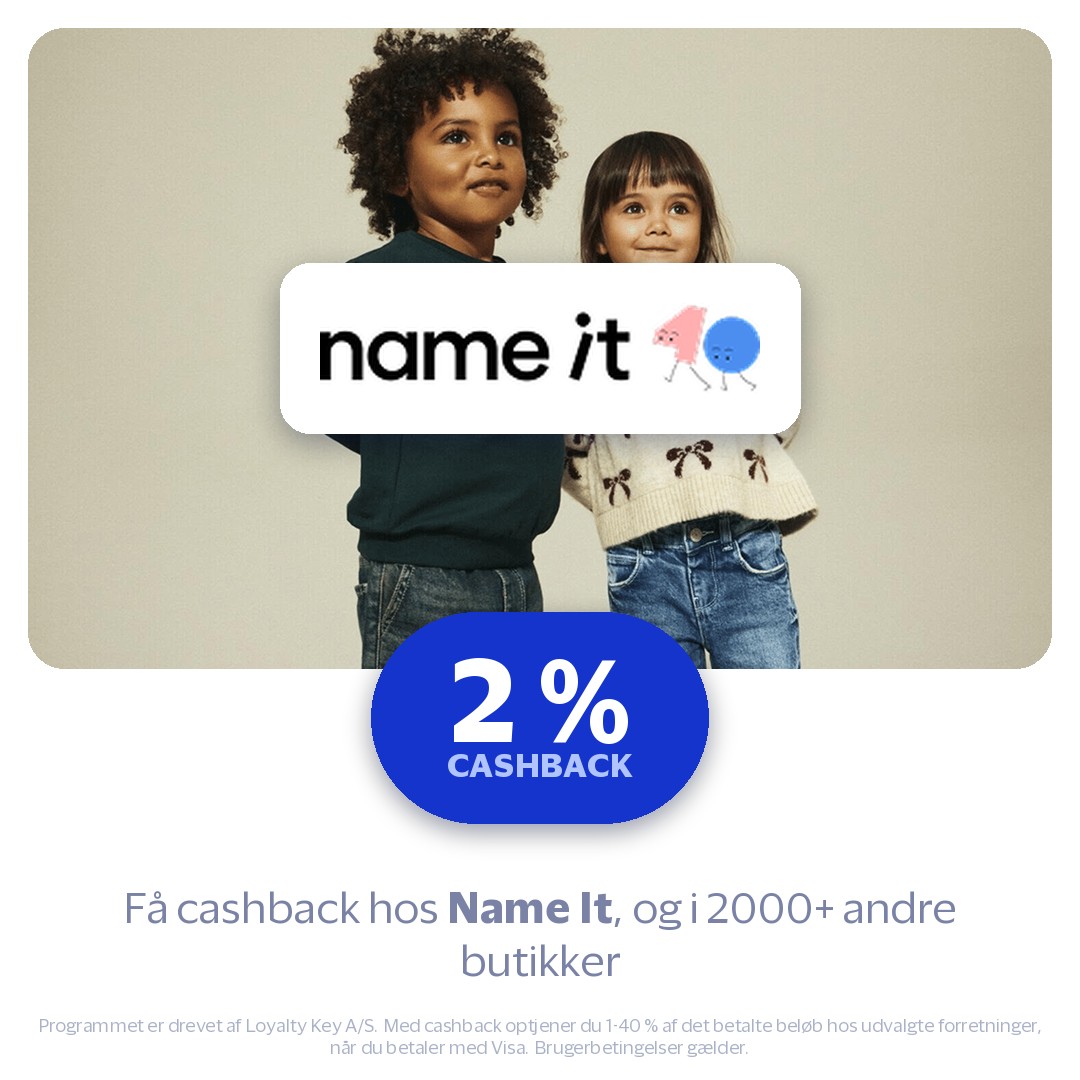 name it
2 %
CASHBACK
Få cashback hos Name It, og i 2000+ andre
butikker
Programmet er drevet af Loyalty Key A/S. Med cashback optjener du 1-40 % af det betalte beløb hos udvalgte forretninger,
når du betaler med Visa. Brugerbetingelser gælder.